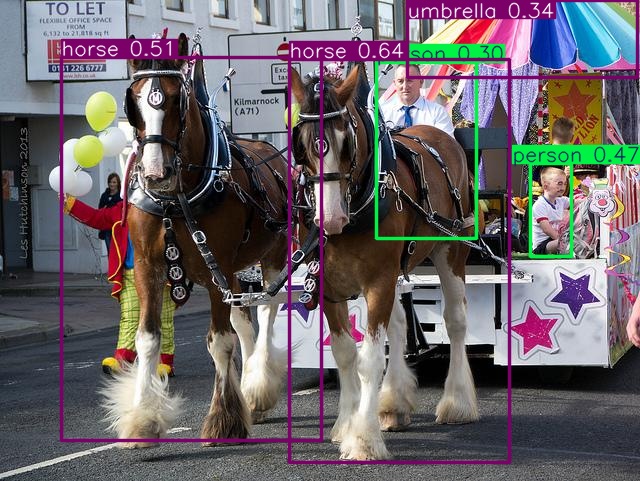 umbrella 0.34
TO LET
FLEXIBLE OFFICE SPACE
FROM
6,132 to 21,818 sq ft
0141 226 6777
horse 0.51
horse 0.64
son 0.30
Kilmarnock
(A71)
person 0.47
Les Hutchinson 2013